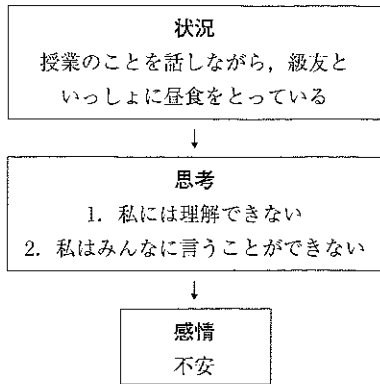 状況
授業のことを話しながら，級友と
いっしょに昼食をとっている
思考
1. 私には理解できない
2. 私はみんなに言うことができない
感情
不安